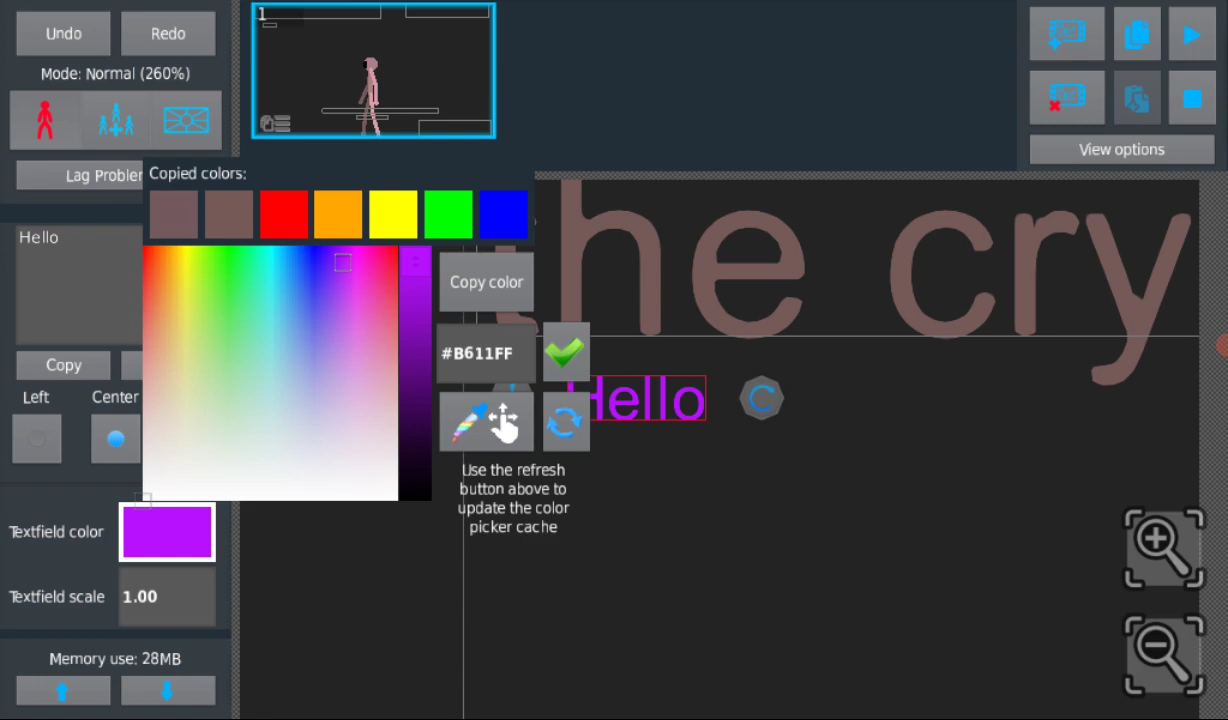 Undo
Redo
Mode: Normal (260%)
1
View options
Copied colors:
Hello
Copy color
#B611FF
he cry
Hello
Copy
Left
Center
Use the refresh
button above to
update the color
picker cache
Textfield color
Textfield scale
1.00
Memory use: 28MB